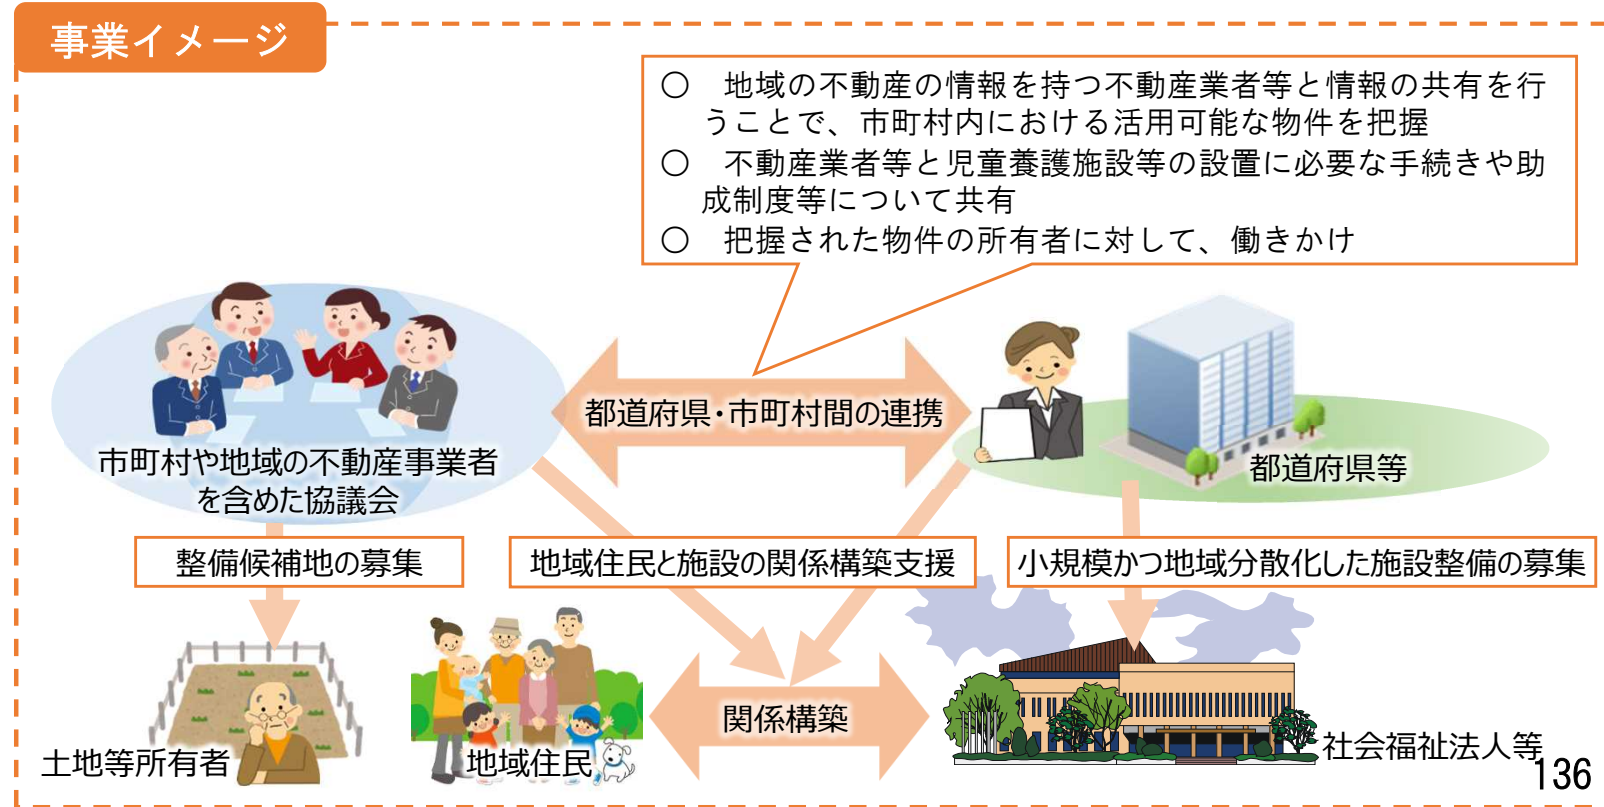 事業イメージ
○　地域の不動産の情報を持つ不動産業者等と情報の共有を行
うことで、市町村内における活用可能な物件を把握
○　不動産業者等と児童養護施設等の設置に必要な手続きや助
成制度等について共有
○　把握された物件の所有者に対して、働きかけ
都道府県・市町村間の連携
市町村や地域の不動産事業者
を含めた協議会
都道府県等
整備候補地の募集
地域住民と施設の関係構築支援
小規模かつ地域分散化した施設整備の募集
関係構築
土地等所有者
地域住民
社会福祉法人等
136